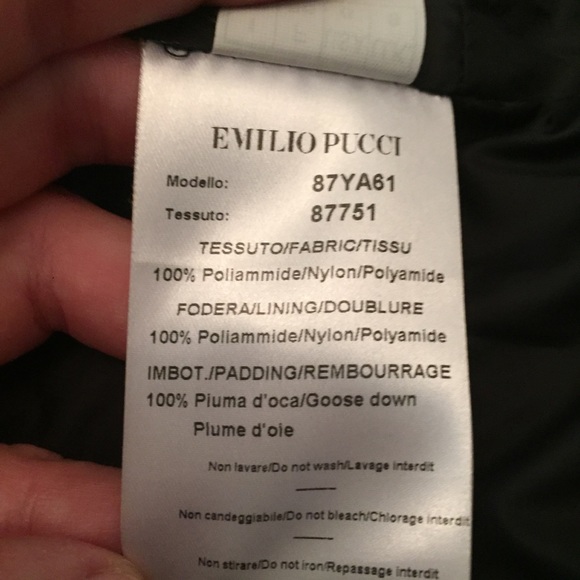 EMILIO PUCCI
Modello: 87YA61
Tessuto: 87751
TESSUTO/FABRIC/TISSU
100% Poliammide/Nylon/Polyamide
FODERA/LINING/DOUBLURE
100% Poliammide/Nylon/Polyamide
IMBOT./PADDING/REMBOURRAGE
100% Piuma d'oca/Goose down
Plume d'oie
Non lavare/Do not wash/Lavage interdit
Non candeggiabile/Do not bleach/Chlorage interdit
Non stirare/Do not iron/Repassage interdit